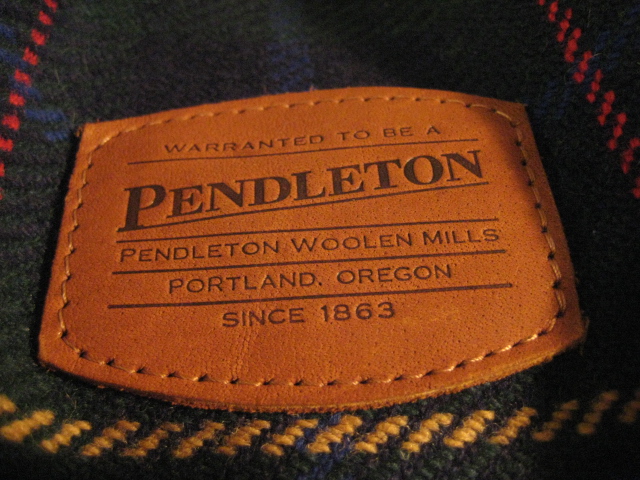 WARRANTED TO BE A
PENDLETON
PENDLETON WOOLEN MILLS
PORTLAND, OREGON
SINCE 1863